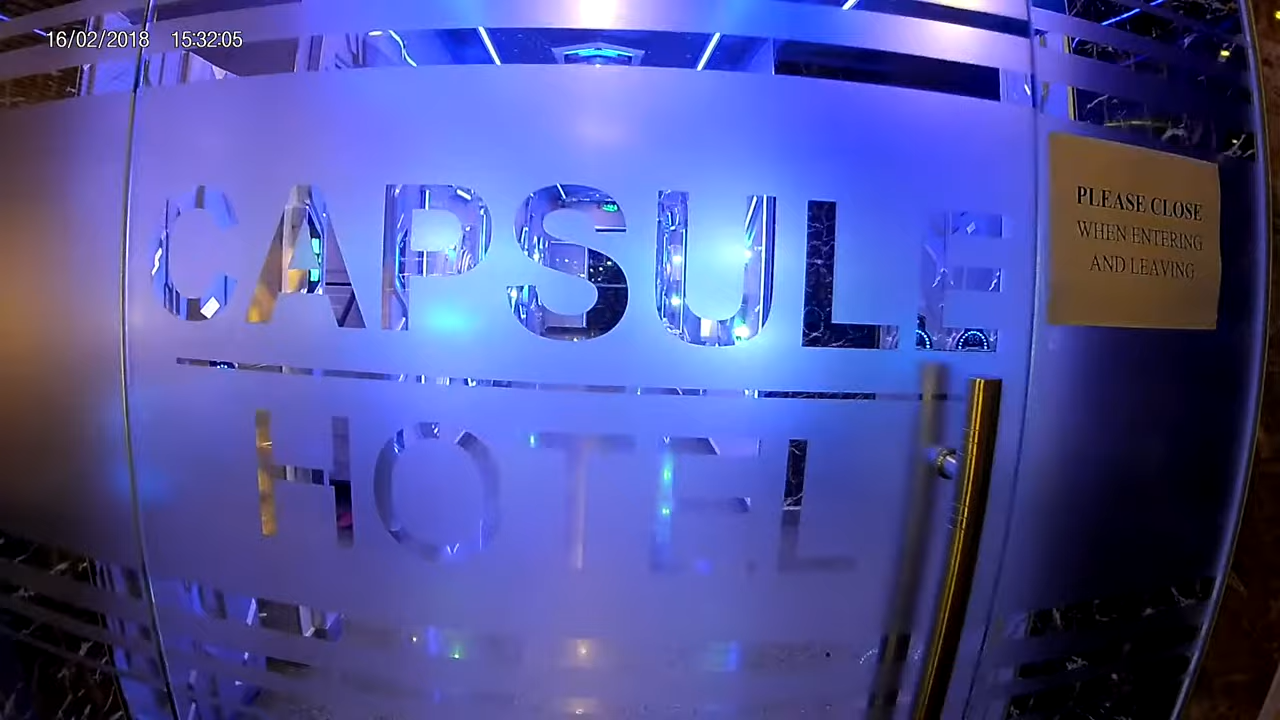 16/02/2018 15:32:05
CAPSULE
HOTEL
PLEASE CLOSE
WHEN ENTERING
AND LEAVING